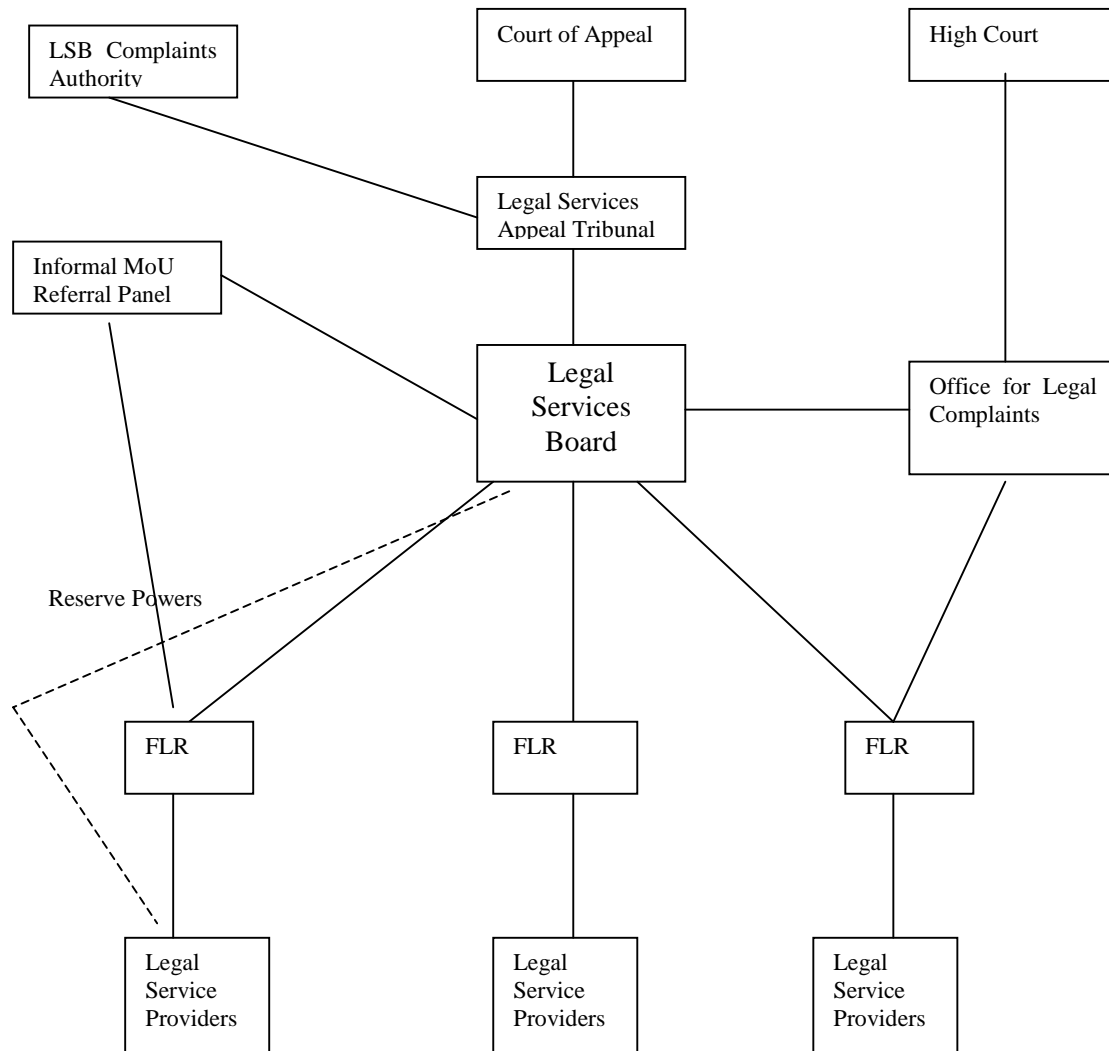 LSB Complaints
Authority
Court of Appeal
High Court
Legal Services
Appeal Tribunal
Informal MoU
Referral Panel
Legal
Services
Board
Office for Legal
Complaints
Reserve Powers
FLR
FLR
FLR
Legal
Service
Providers
Legal
Service
Providers
Legal
Service
Providers